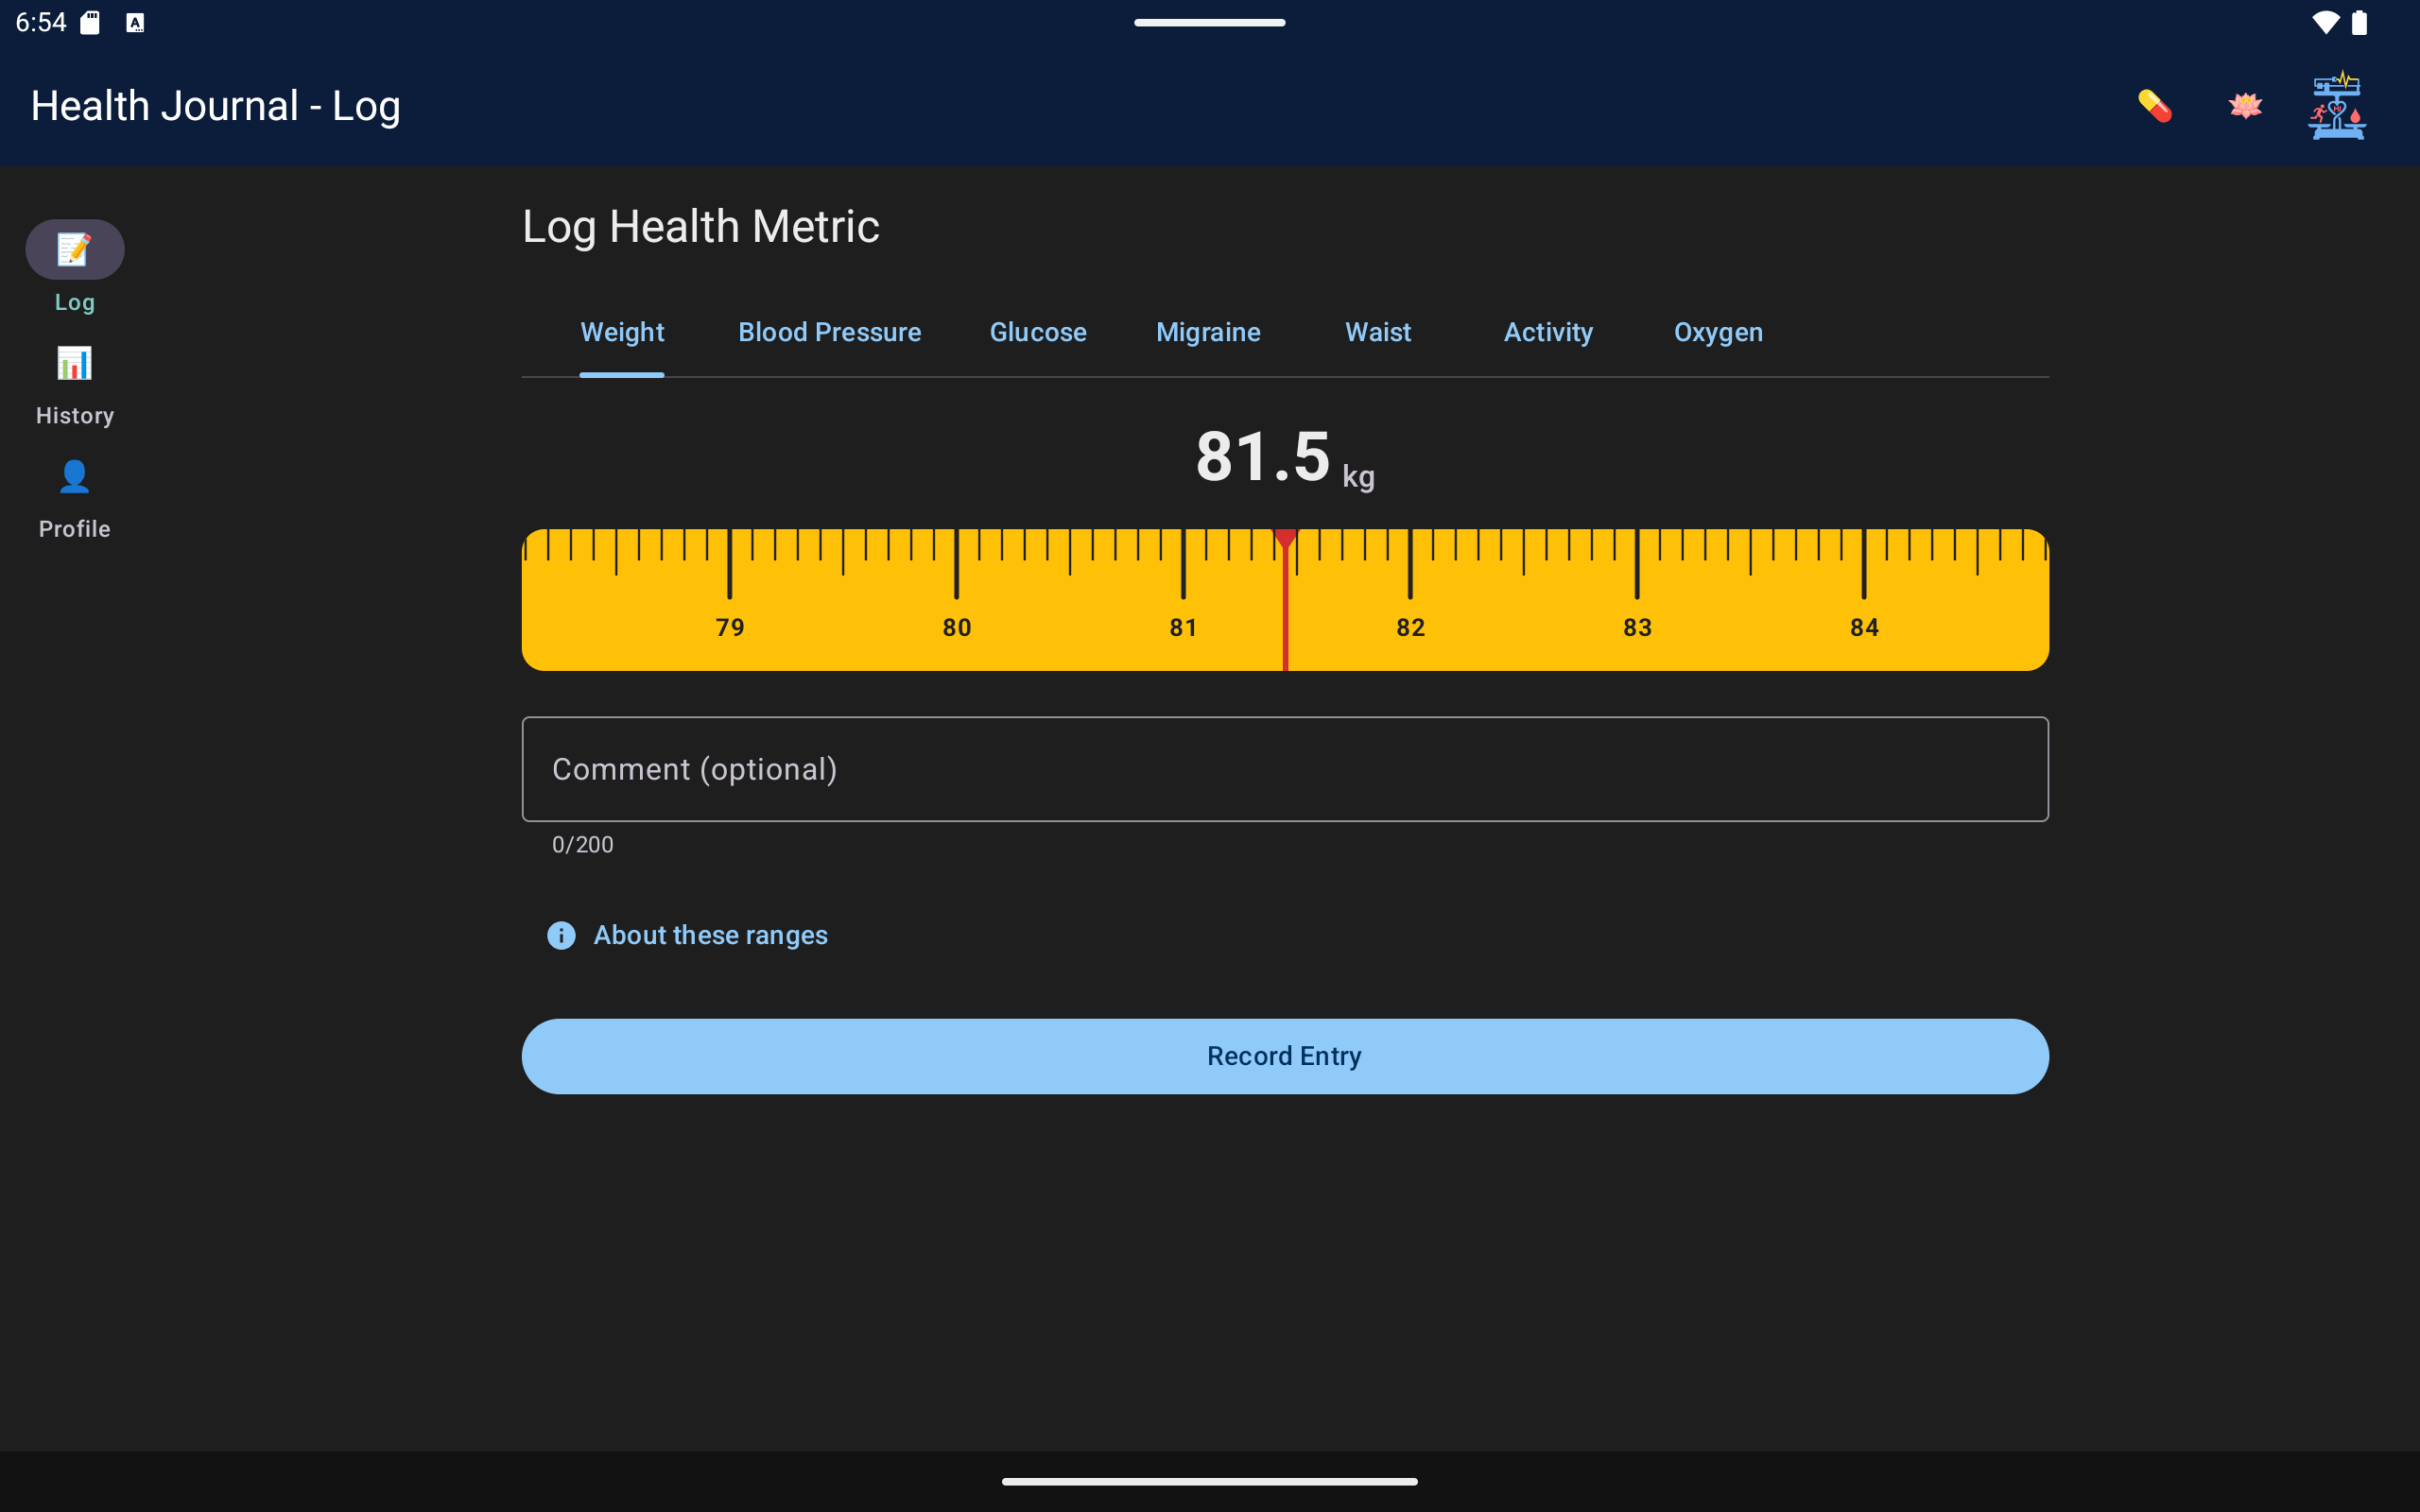 6:54
Health Journal - Log
Log
History
Profile
Log Health Metric
Weight Blood Pressure Glucose Migraine Waist Activity Oxygen
81.5 kg
79 80 81 82 83 84
Comment (optional)
0/200
About these ranges
Record Entry